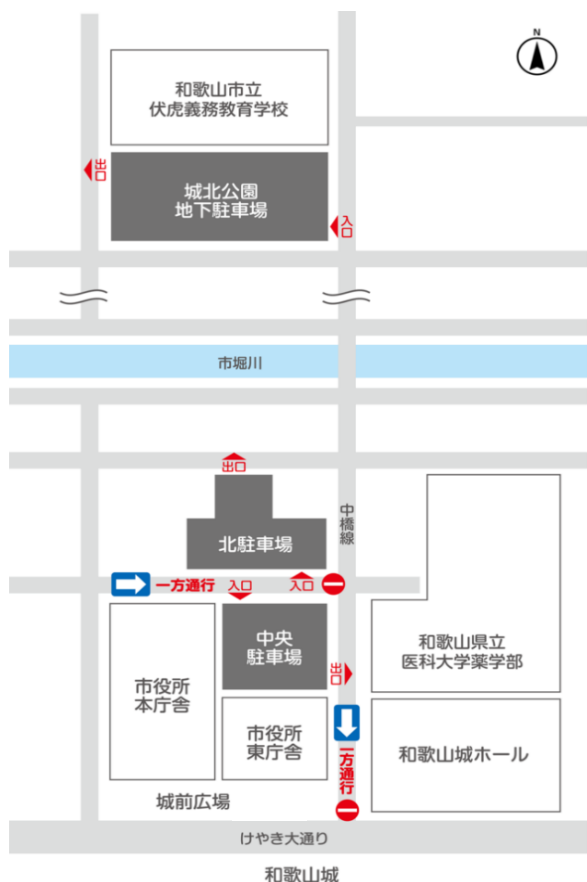 N
和歌山市立
伏虎義務教育学校
出口
城北公園
地下駐車場
入口
市堀川
出口
中橋線
北駐車場
一方通行
入口
入口
中央
駐車場
出口
和歌山県立
医科大学薬学部
市役所
本庁舎
市役所
東庁舎
一方通行
和歌山城ホール
城前広場
けやき大通り
和歌山城